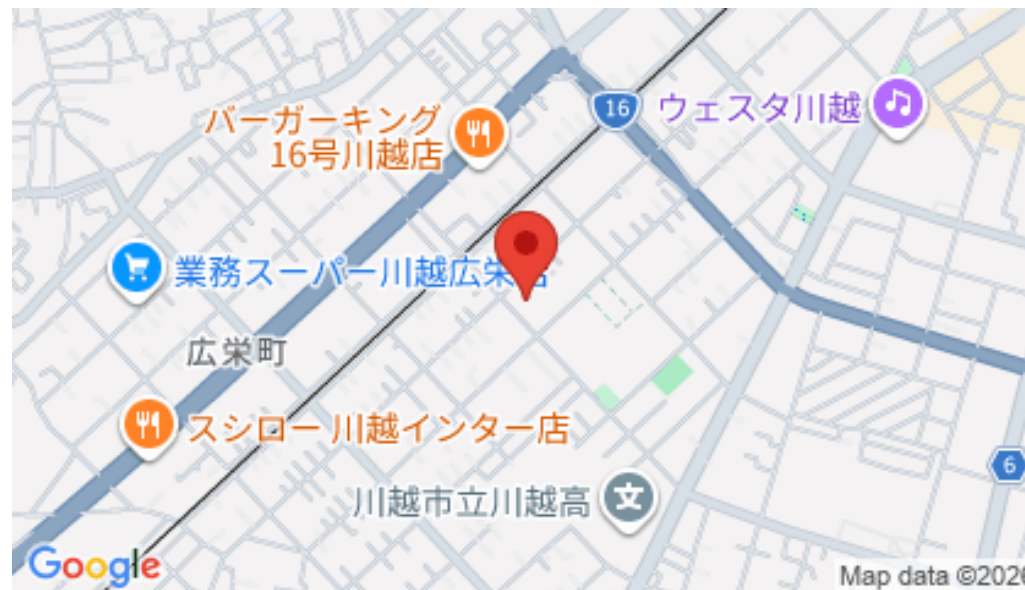 16
ウェスタ川越
バーガーキング
16号川越店
業務スーパー川越広栄店
広栄町
スシロー 川越インター店
6
川越市立川越高
文
Google
Map data ©2026